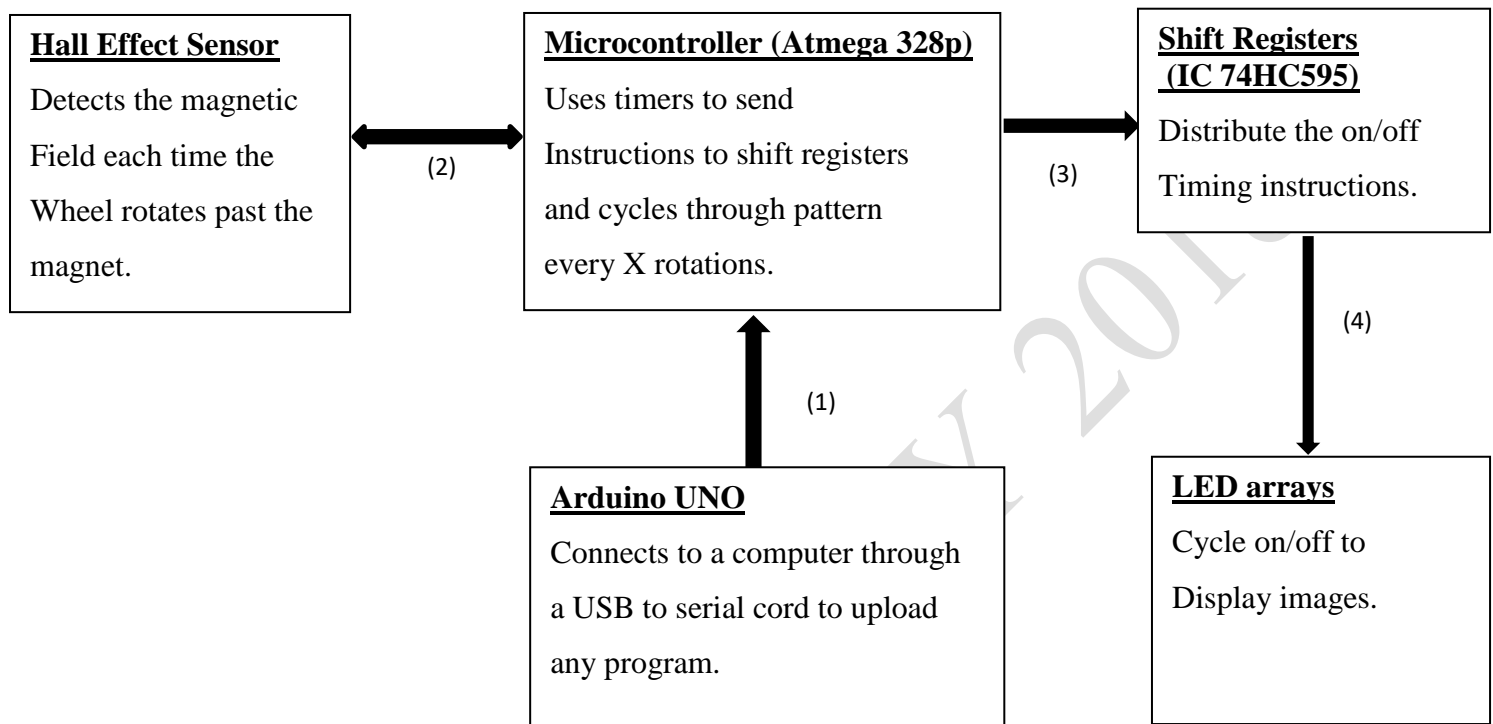 Hall Effect Sensor
Detects the magnetic
Field each time the
Wheel rotates past the
magnet.
(2)
Microcontroller (Atmega 328p)
Uses timers to send
Instructions to shift registers
and cycles through pattern
every X rotations.
(3)
Shift Registers
(IC 74HC595)
Distribute the on/off
Timing instructions.
(4)
(1)
Arduino UNO
Connects to a computer through
a USB to serial cord to upload
any program.
LED arrays
Cycle on/off to
Display images.